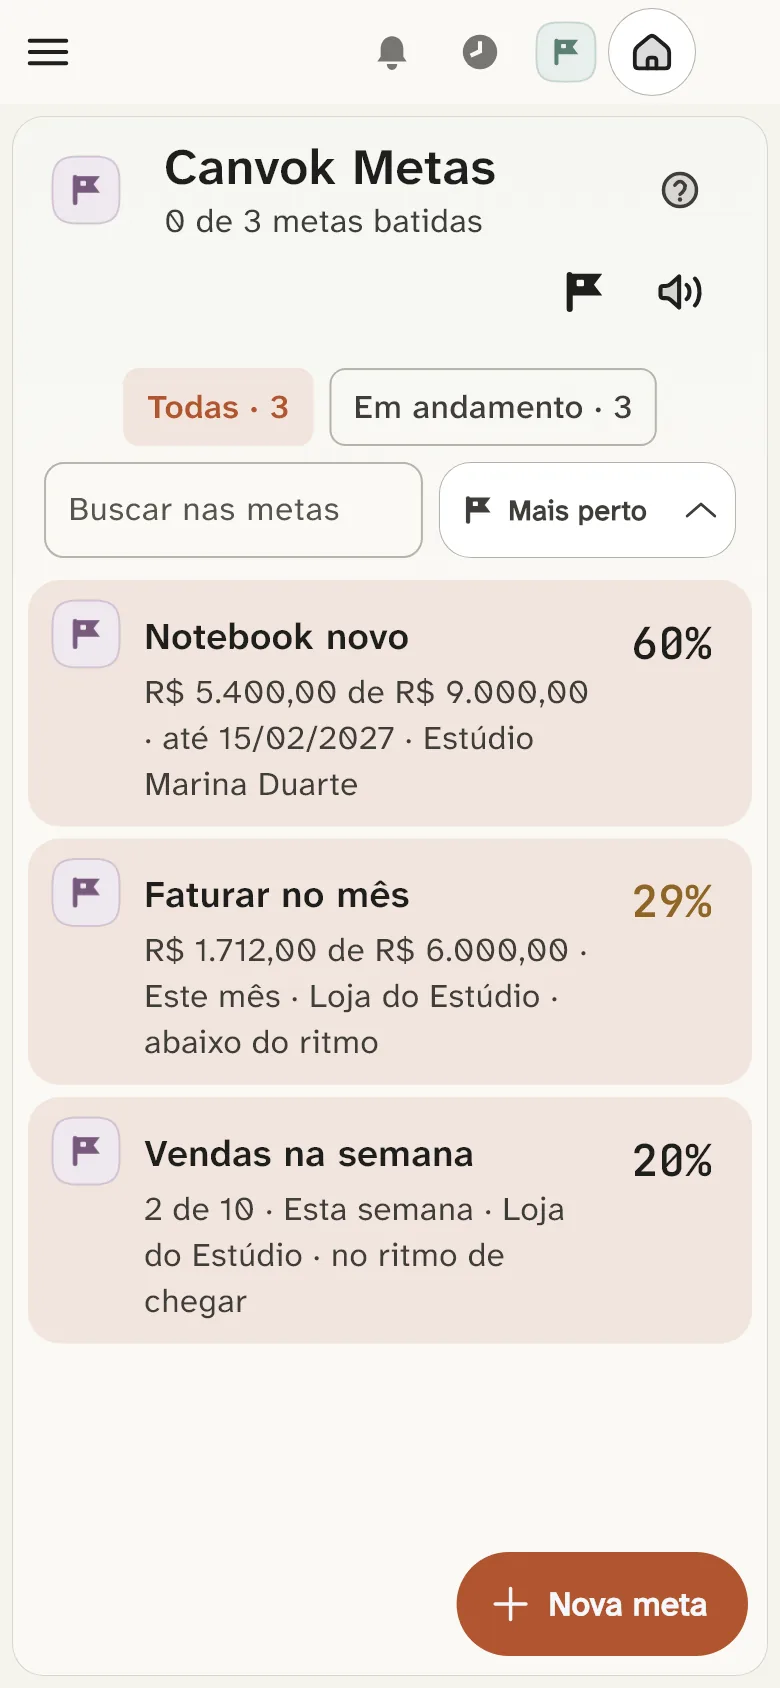 Canvok Metas
0 de 3 metas batidas
Todas · 3
Em andamento · 3
Buscar nas metas
Mais perto
Notebook novo
60%
R$ 5.400,00 de R$ 9.000,00
· até 15/02/2027 · Estúdio
Marina Duarte
Faturar no mês
29%
R$ 1.712,00 de R$ 6.000,00 ·
Este mês · Loja do Estúdio ·
abaixo do ritmo
Vendas na semana
20%
2 de 10 · Esta semana · Loja
do Estúdio · no ritmo de
chegar
Nova meta